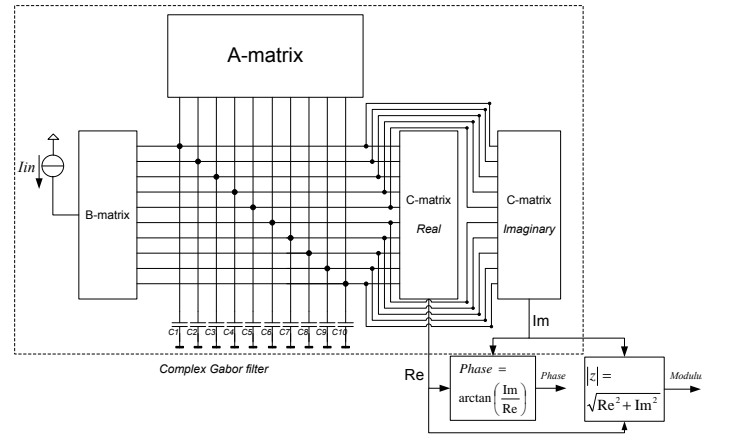 A-matrix
Iin
B-matrix
C-matrix
Real
C-matrix
Imaginary
C1 C2 C3 C4 C5 C6 C7 C8 C9 C10
Complex Gabor filter
Im
Re
Phase =
arctan(Im/Re)
Phase
|z| =
√Re² + Im²
Modulu